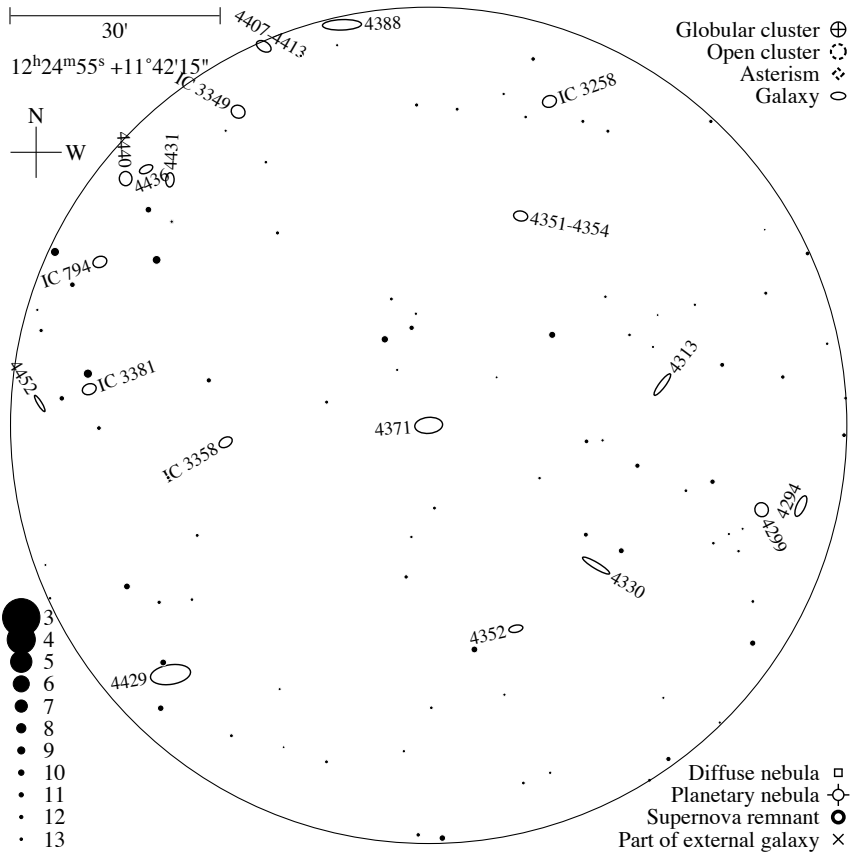 30'
12h24m55s +11°42'15"
N
W
Globular cluster
Open cluster
Asterism
Galaxy
4407-4413
4388
IC 3349
IC 3258
4440
4436
4431
4351-4354
IC 794
4313
4452
IC 3381
4371
IC 3358
4294
4299
4330
4352
4429
3
4
5
6
7
8
9
10
11
12
13
Diffuse nebula
Planetary nebula
Supernova remnant
Part of external galaxy